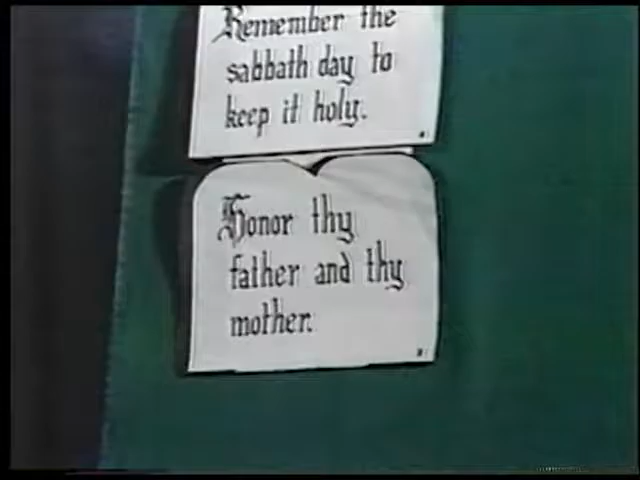 Remember the
sabbath day to
keep it holy.
Honor thy
father and thy
mother.